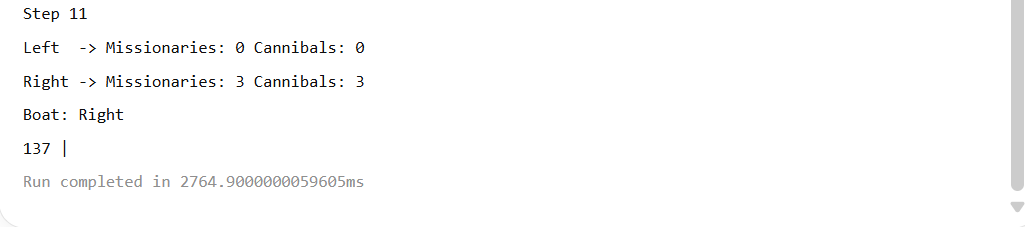 Step 11
Left  -> Missionaries: 0 Cannibals: 0
Right -> Missionaries: 3 Cannibals: 3
Boat: Right
137 |
Run completed in 2764.9000000059605ms